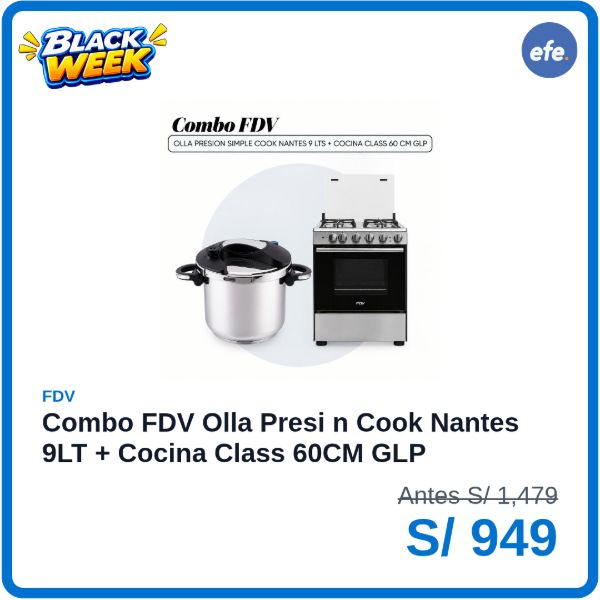 BLACK
WEEK
efe.
Combo FDV
OLLA PRESION SIMPLE COOK NANTES 9 LTS + COCINA CLASS 60 CM GLP
FDV
FDV
Combo FDV Olla Presi n Cook Nantes
9LT + Cocina Class 60CM GLP
Antes S/ 1,479
S/ 949